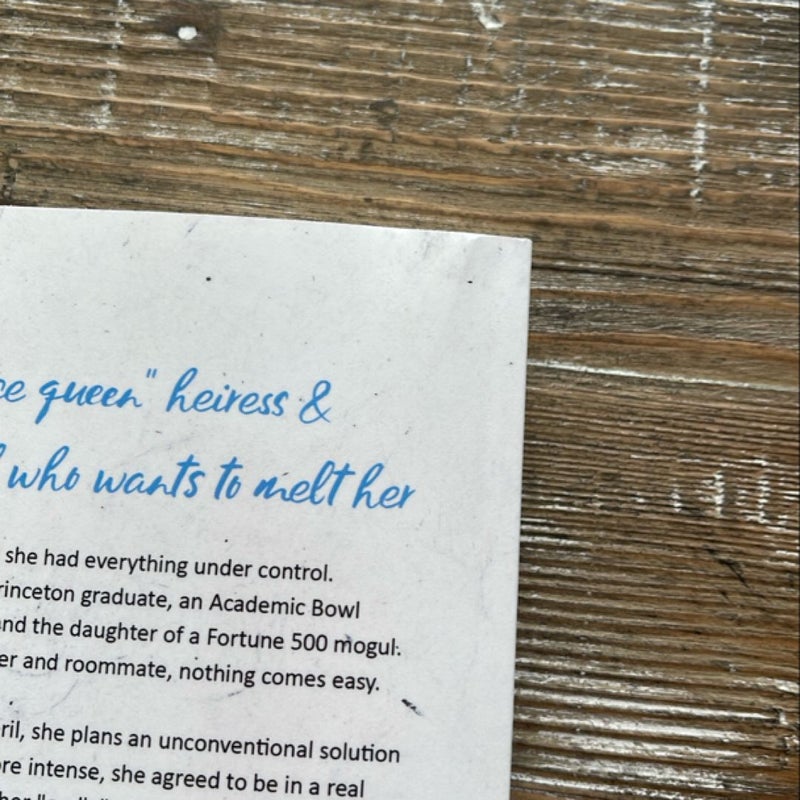 ce queen" heiress &
who wants to melt her
she had everything under control.
rinceton graduate, an Academic Bowl
nd the daughter of a Fortune 500 mogul.
er and roommate, nothing comes easy.
ril, she plans an unconventional solution
re intense, she agreed to be in a real